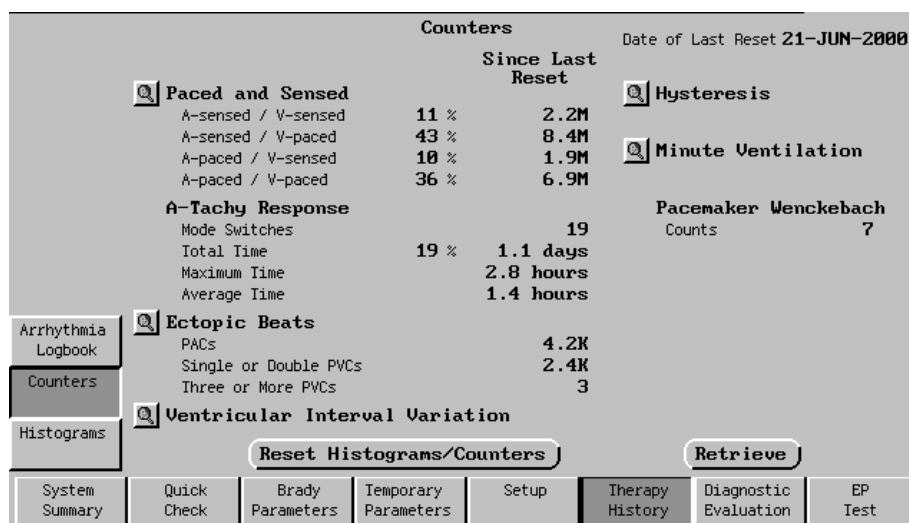 Counters
Date of Last Reset 21-JUN-2000
Since Last
Reset
Paced and Sensed
A-sensed / V-sensed 11 % 2.2M
A-sensed / V-paced 43 % 8.4M
A-paced / V-sensed 10 % 1.9M
A-paced / V-paced 36 % 6.9M
A-Tachy Response
Mode Switches 19
Total Time 19 % 1.1 days
Maximum Time 2.8 hours
Average Time 1.4 hours
Ectopic Beats
PACs 4.2K
Single or Double PVCs 2.4K
Three or More PVCs 3
Ventricular Interval Variation
Hysteresis
Minute Ventilation
Pacemaker Wenckebach
Counts 7
Arrhythmia
Logbook
Counters
Histograms
Reset Histograms/Counters
Retrieve
System
Summary
Quick
Check
Brady
Parameters
Temporary
Parameters
Setup
Therapy
History
Diagnostic
Evaluation
EP
Test